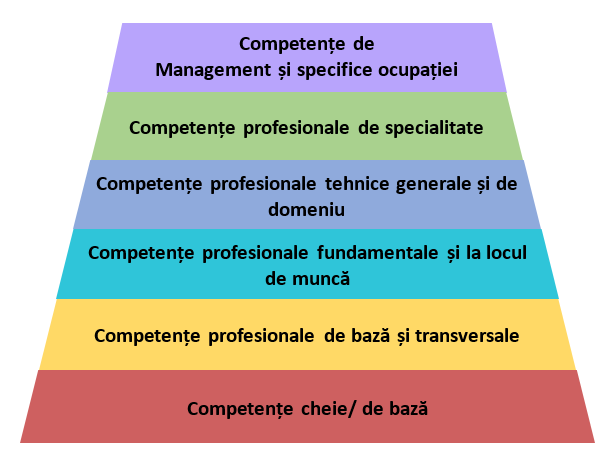 Competențe de
Management și specifice ocupației
Competențe profesionale de specialitate
Competențe profesionale tehnice generale și de
domeniu
Competențe profesionale fundamentale și la locul
de muncă
Competențe profesionale de bază și transversale
Competențe cheie/ de bază